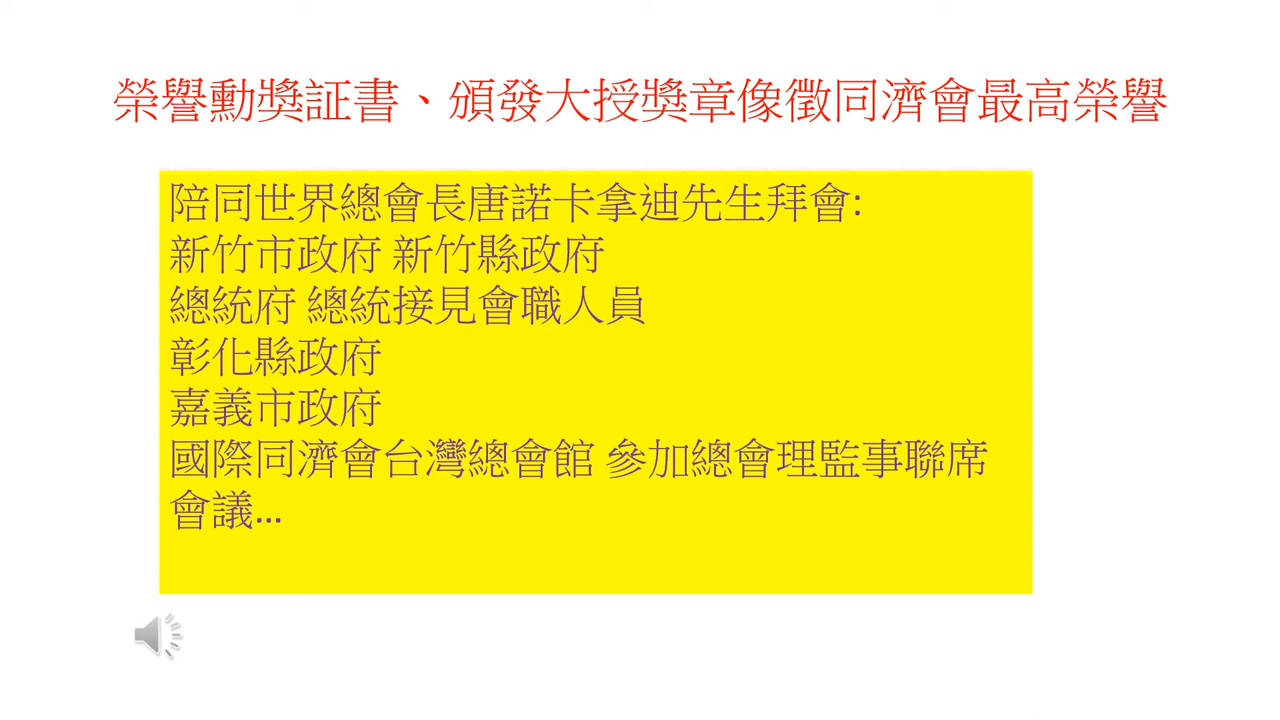 榮譽勳獎証書、頒發大授獎章像徵同濟會最高榮譽
陪同世界總會長唐諾卡拿迪先生拜會:
新竹市政府 新竹縣政府
總統府 總統接見會職人員
彰化縣政府
嘉義市政府
國際同濟會台灣總會館 參加總會理監事聯席
會議...